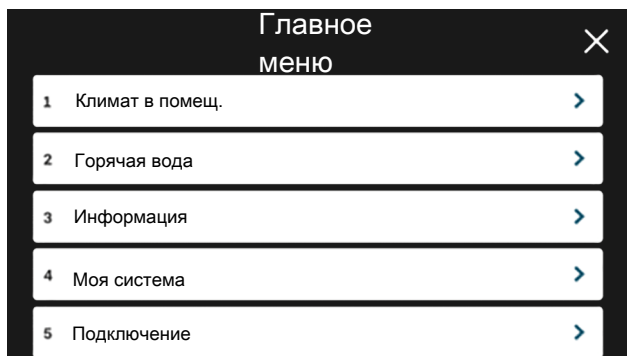 Главное
меню
1 Климат в помещ.
2 Горячая вода
3 Информация
4 Моя система
5 Подключение